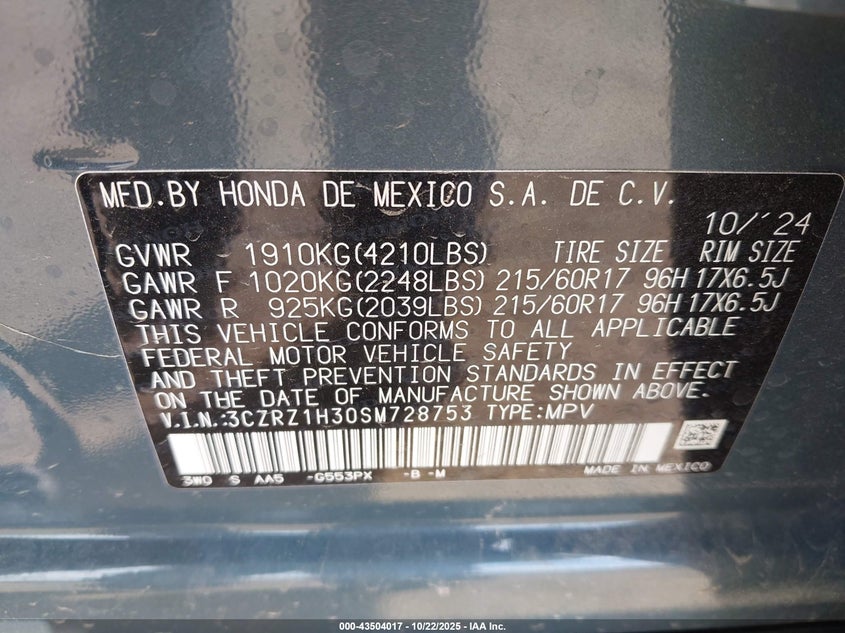 MFD.BY HONDA DE MEXICO S.A. DE C.V.
10/'24
GVWR 1910KG(4210LBS) TIRE SIZE RIM SIZE
GAWR F 1020KG(2248LBS) 215/60R17 96H 17X6.5J
GAWR R 925KG(2039LBS) 215/60R17 96H 17X6.5J
THIS VEHICLE CONFORMS TO ALL APPLICABLE
FEDERAL MOTOR VEHICLE SAFETY
AND THEFT PREVENTION STANDARDS IN EFFECT
ON THE DATE OF MANUFACTURE SHOWN ABOVE.
V.I.N.:3CZRZ1H30SM728753 TYPE:MPV
3W0 S AA5 -G553PX -B -M MADE IN MEXICO
000-43504017 - 10/22/2025 - IAA Inc.